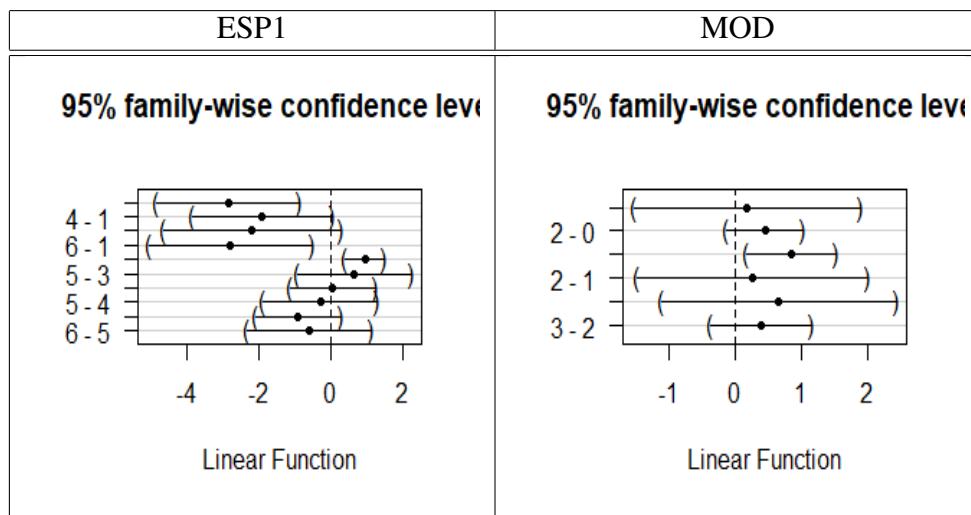 ESP1 MOD
95% family-wise confidence leve
4 - 1
6 - 1
5 - 3
5 - 4
6 - 5
-4 -2 0 2
Linear Function
95% family-wise confidence leve
2 - 0
2 - 1
3 - 2
-1 0 1 2
Linear Function